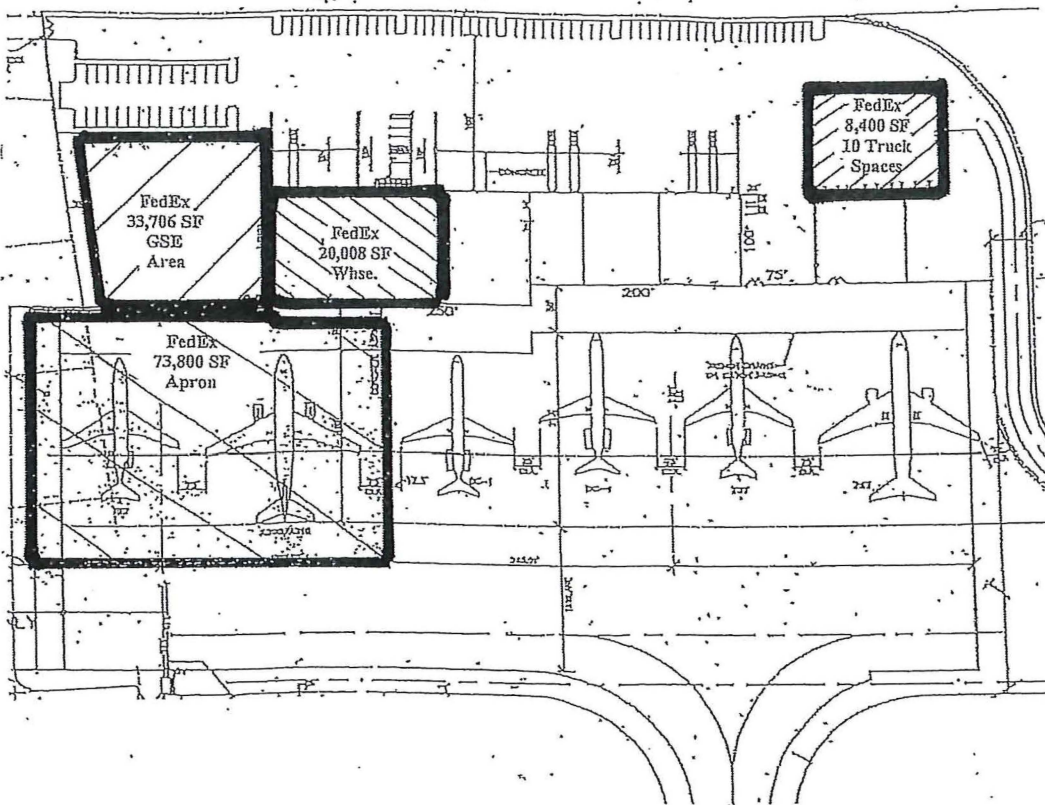 FedEx
8,400 SF
10 Truck
Spaces
FedEx
33,706 SF
GSE
Area
FedEx
20,008 SF
Whse.
100'
75'
200'
250'
FedEx
73,800 SF
Apron